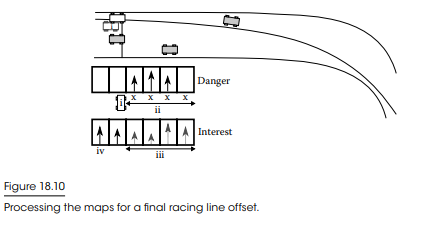 Danger
x x x x
i
ii
Interest
iv
iii
Figure 18.10
Processing the maps for a final racing line offset.